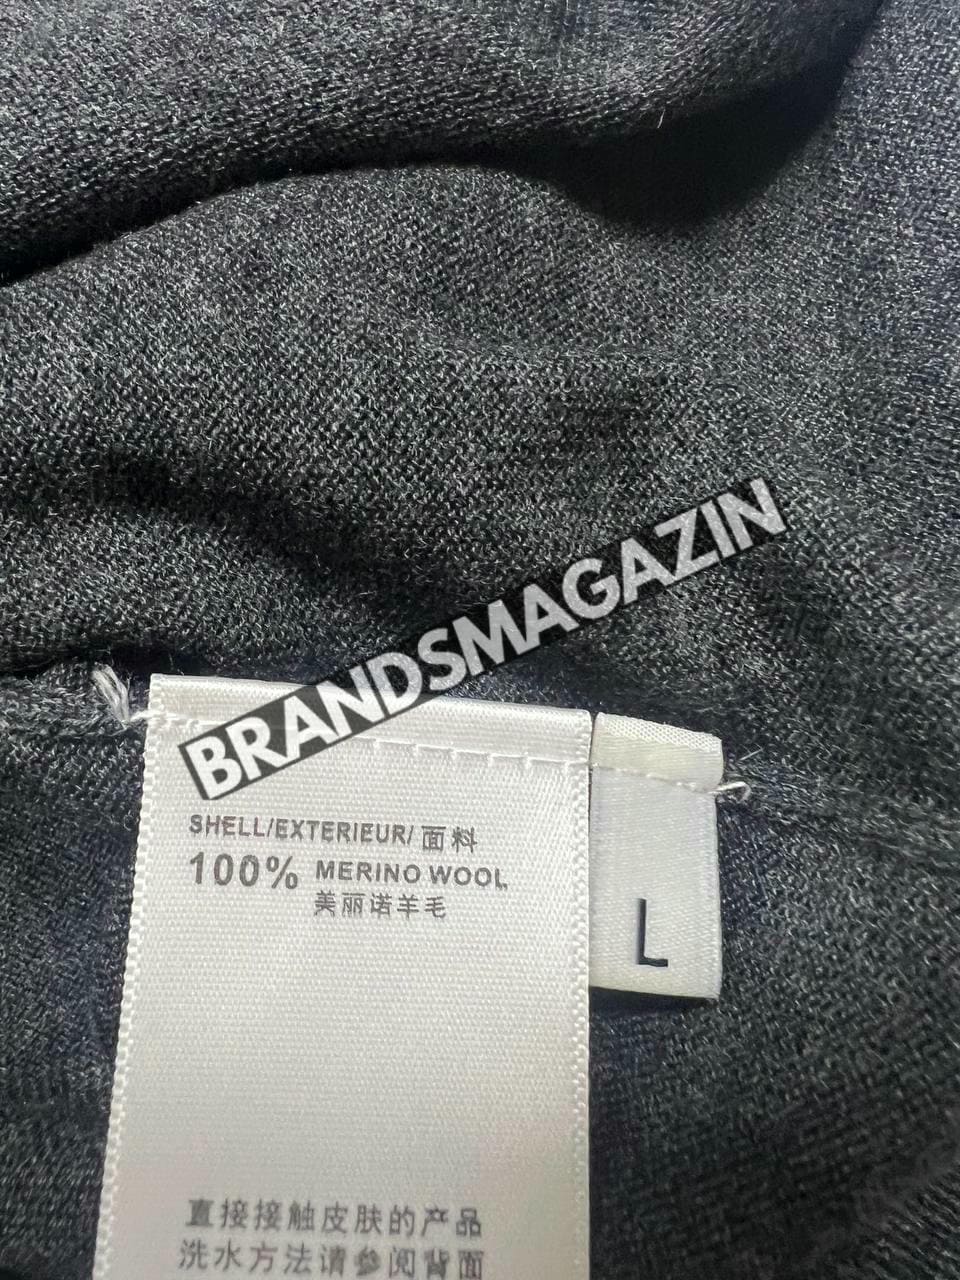 BRANDSMAGAZIN
SHELL/EXTERIEUR/面料
100% MERINO WOOL
美丽诺羊毛
L
直接接触皮肤的产品
洗水方法请参阅背面